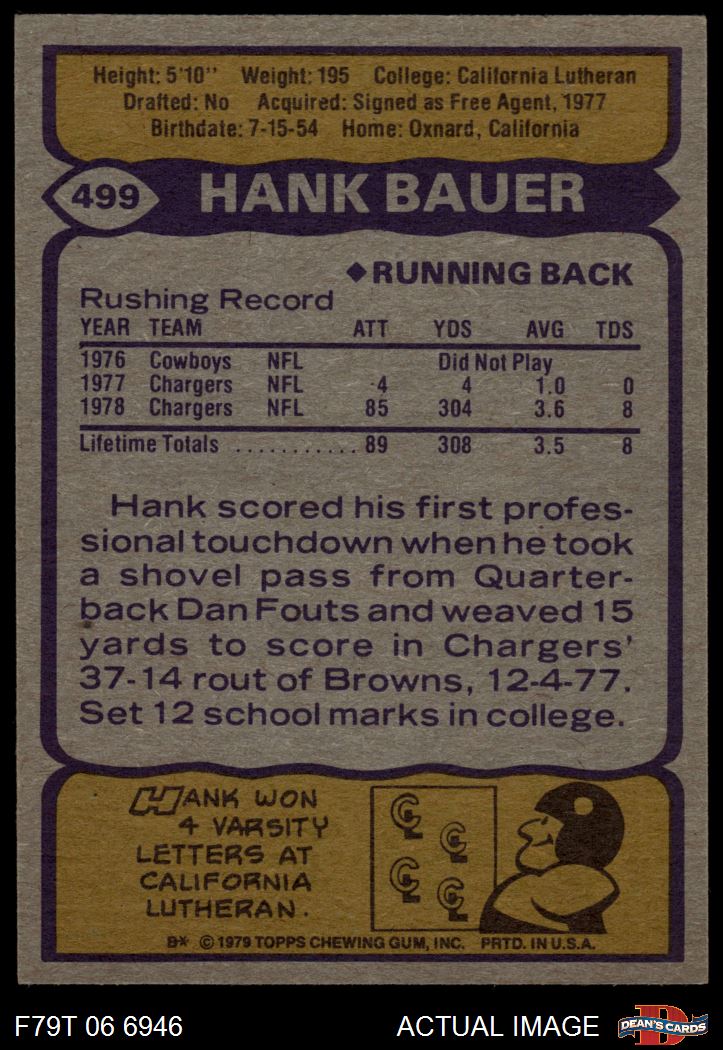 Height: 5'10" Weight: 195 College: California Lutheran
Drafted: No Acquired: Signed as Free Agent, 1977
Birthdate: 7-15-54 Home: Oxnard, California
499 HANK BAUER
◆RUNNING BACK
Rushing Record
YEAR TEAM ATT YDS AVG TDS
1976 Cowboys NFL Did Not Play
1977 Chargers NFL 4 4 1.0 0
1978 Chargers NFL 85 304 3.6 8
Lifetime Totals ............ 89 308 3.5 8
Hank scored his first profes-
sional touchdown when he took
a shovel pass from Quarter-
back Dan Fouts and weaved 15
yards to score in Chargers'
37-14 rout of Browns, 12-4-77.
Set 12 school marks in college.
HANK WON
4 VARSITY
LETTERS AT
CALIFORNIA
LUTHERAN.
CL
CL
CL
CL
B* © 1979 TOPPS CHEWING GUM, INC. PRTD. IN U.S.A.
F79T 06 6946 ACTUAL IMAGE D DEAN'S CARDS